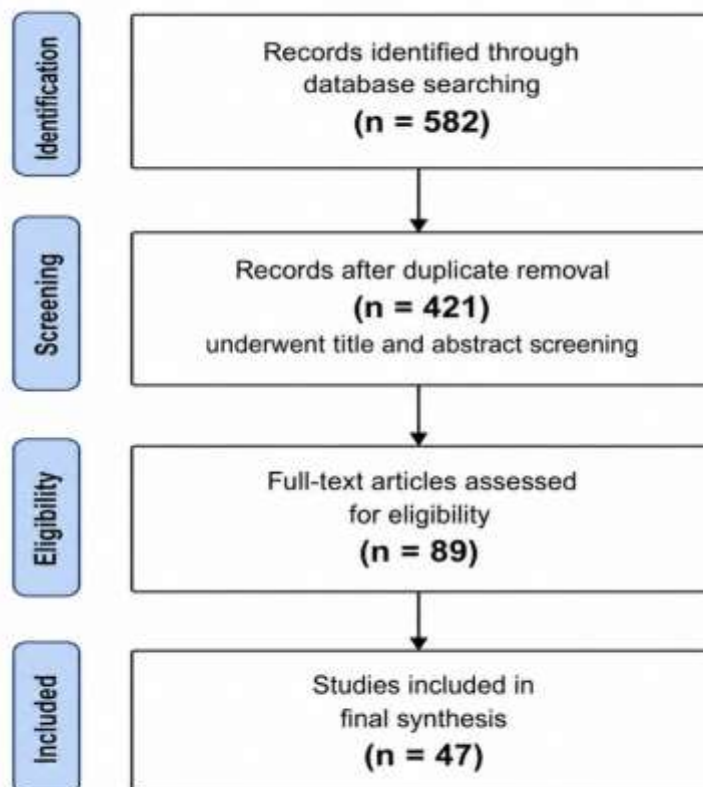 Identification
Records identified through
database searching
(n = 582)
Screening
Records after duplicate removal
(n = 421)
underwent title and abstract screening
Eligibility
Full-text articles assessed
for eligibility
(n = 89)
Included
Studies included in
final synthesis
(n = 47)